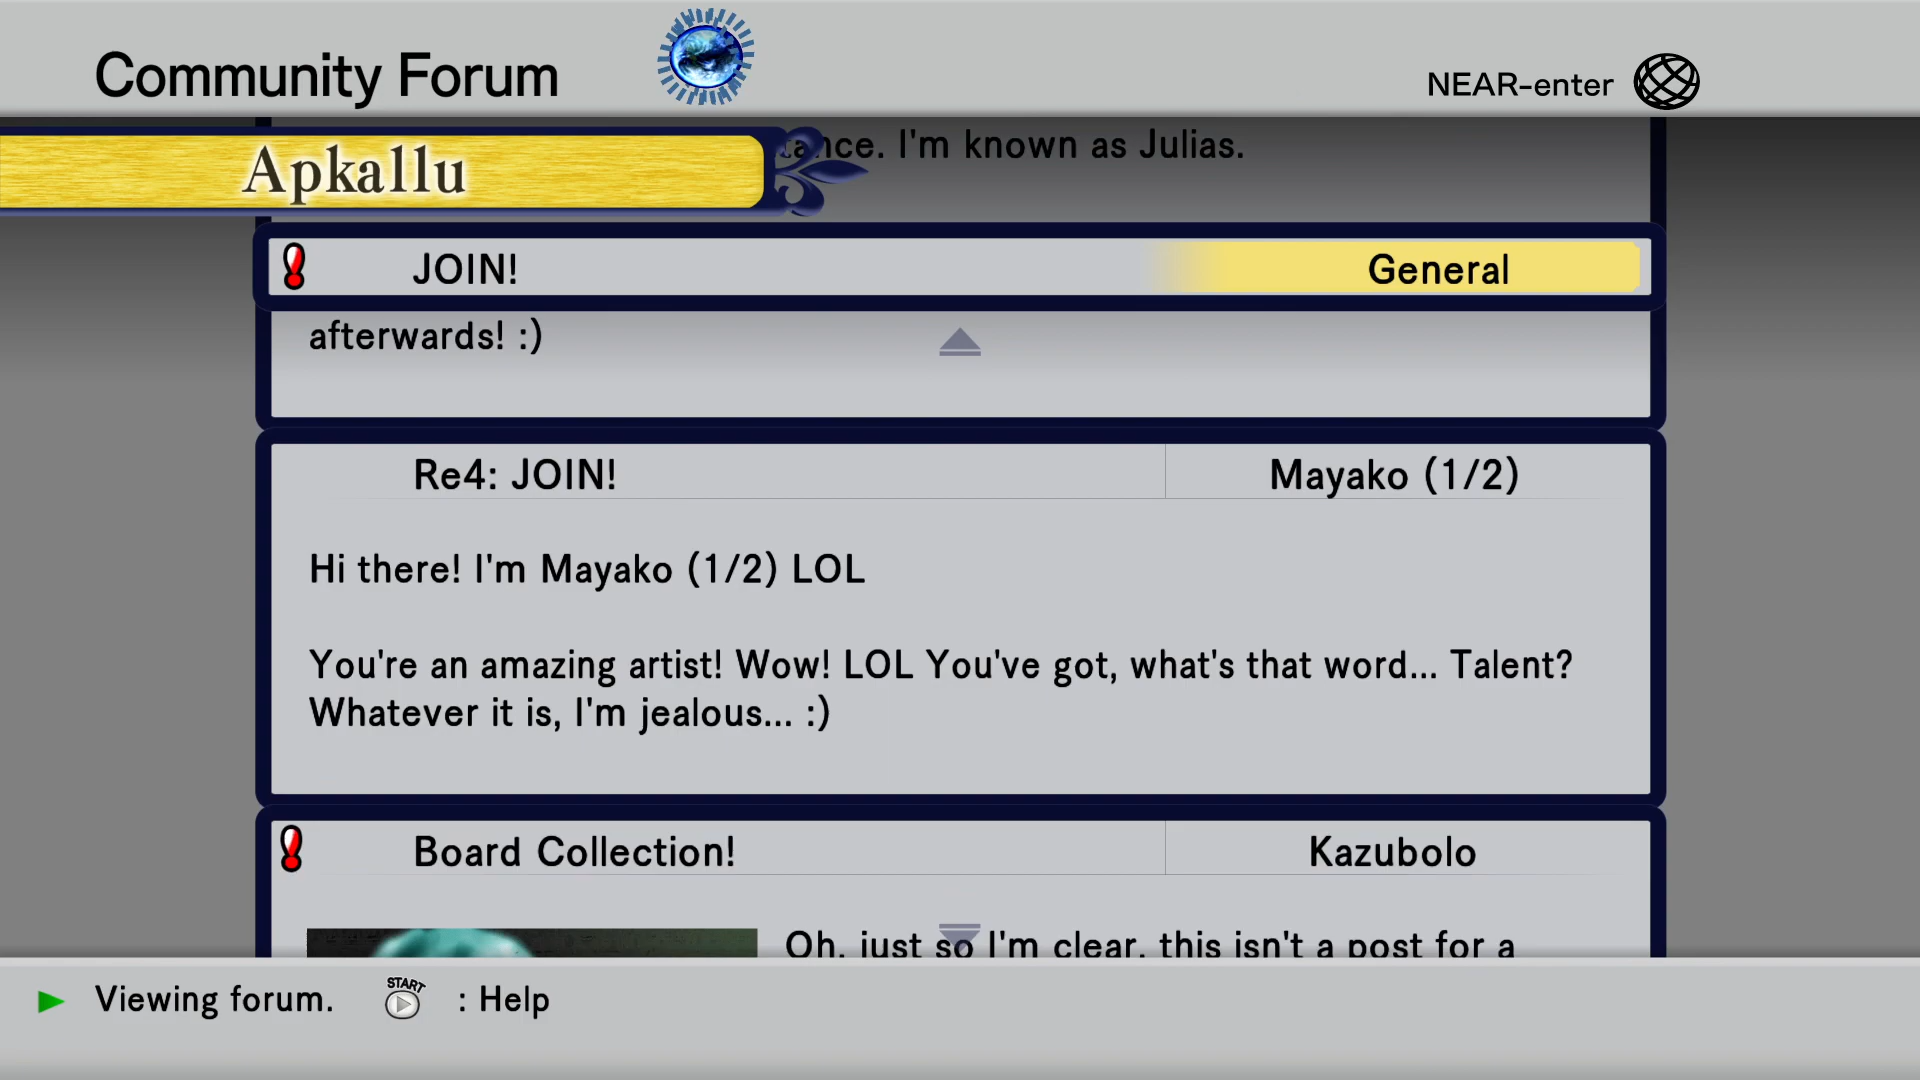 Community Forum
NEAR-enter
Apkallu
tance. I'm known as Julias.
JOIN!
General
afterwards! :)
Re4: JOIN!
Mayako (1/2)
Hi there! I'm Mayako (1/2) LOL
You're an amazing artist! Wow! LOL You've got, what's that word... Talent?
Whatever it is, I'm jealous... :)
Board Collection!
Kazubolo
Oh, just so I'm clear, this isn't a post for a
Viewing forum.
START
: Help